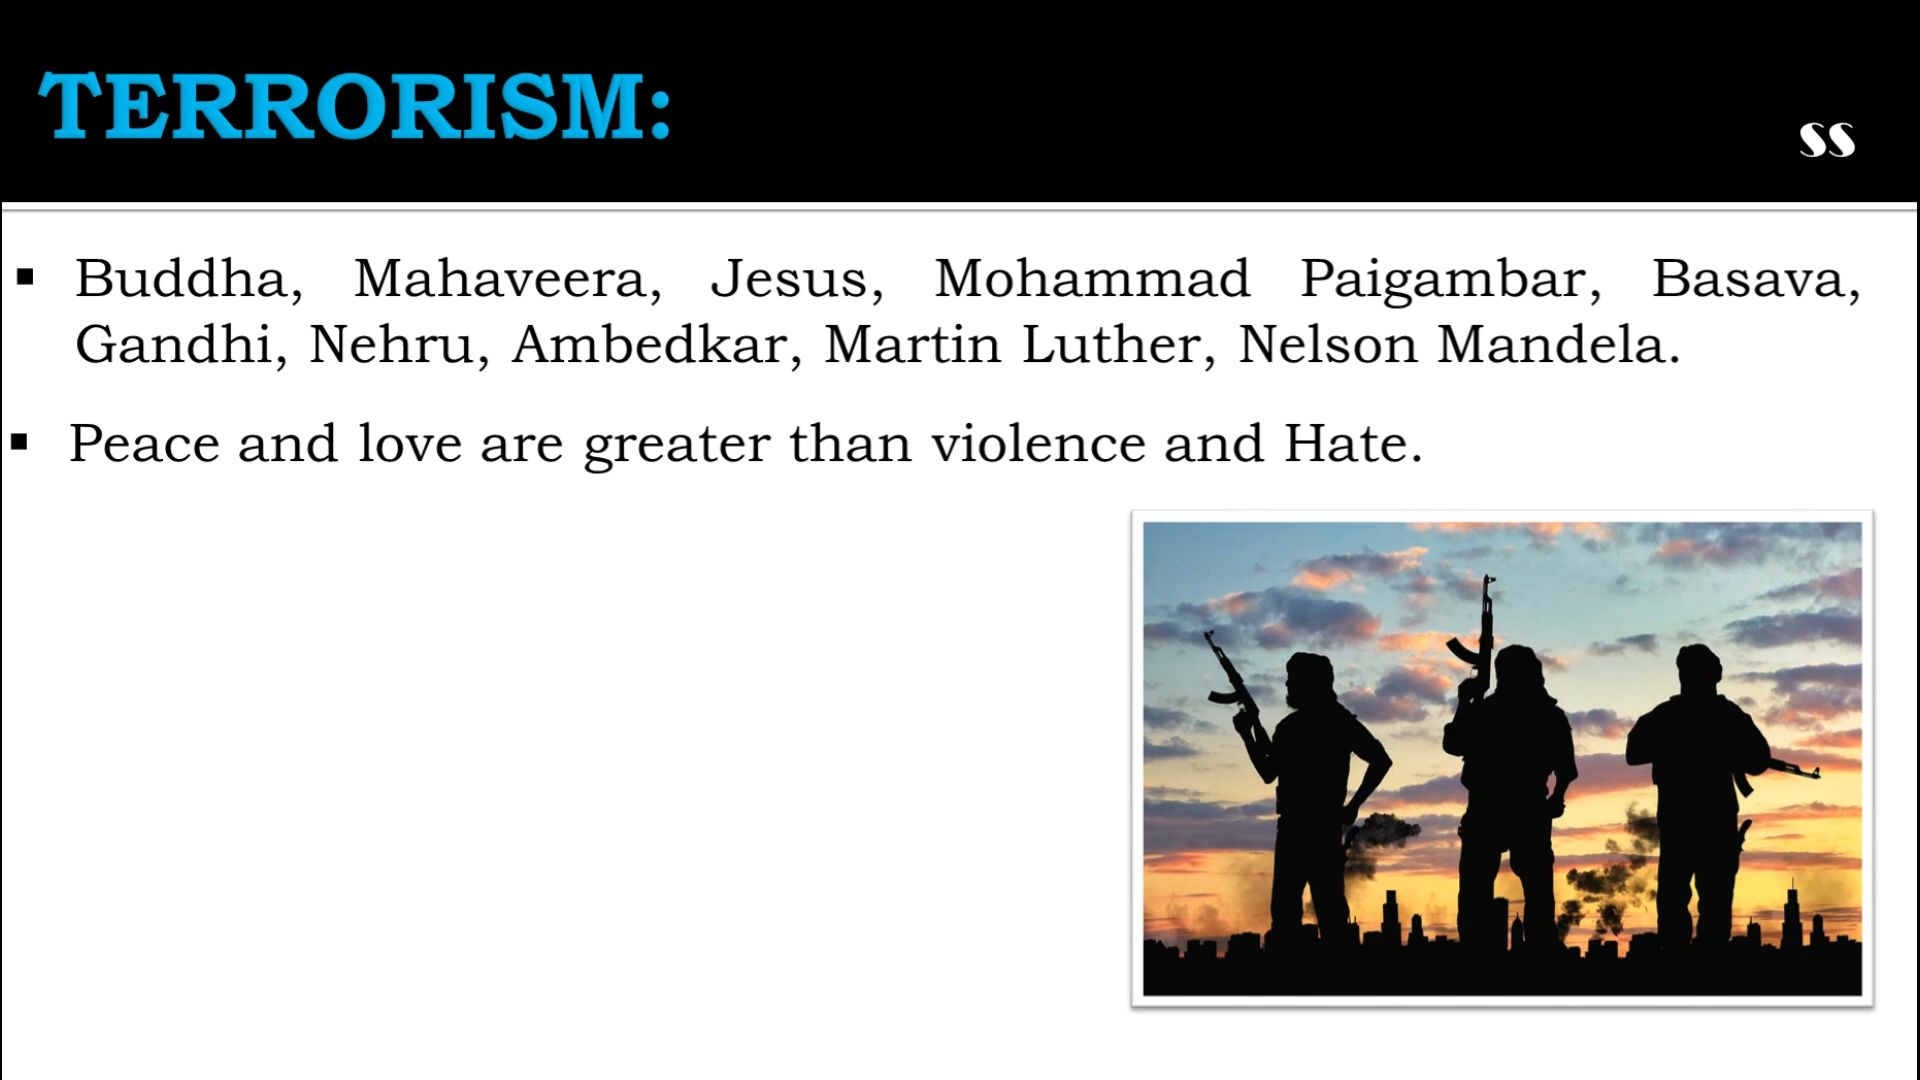 TERRORISM:
SS
▪ Buddha, Mahaveera, Jesus, Mohammad Paigambar, Basava,
Gandhi, Nehru, Ambedkar, Martin Luther, Nelson Mandela.
▪ Peace and love are greater than violence and Hate.